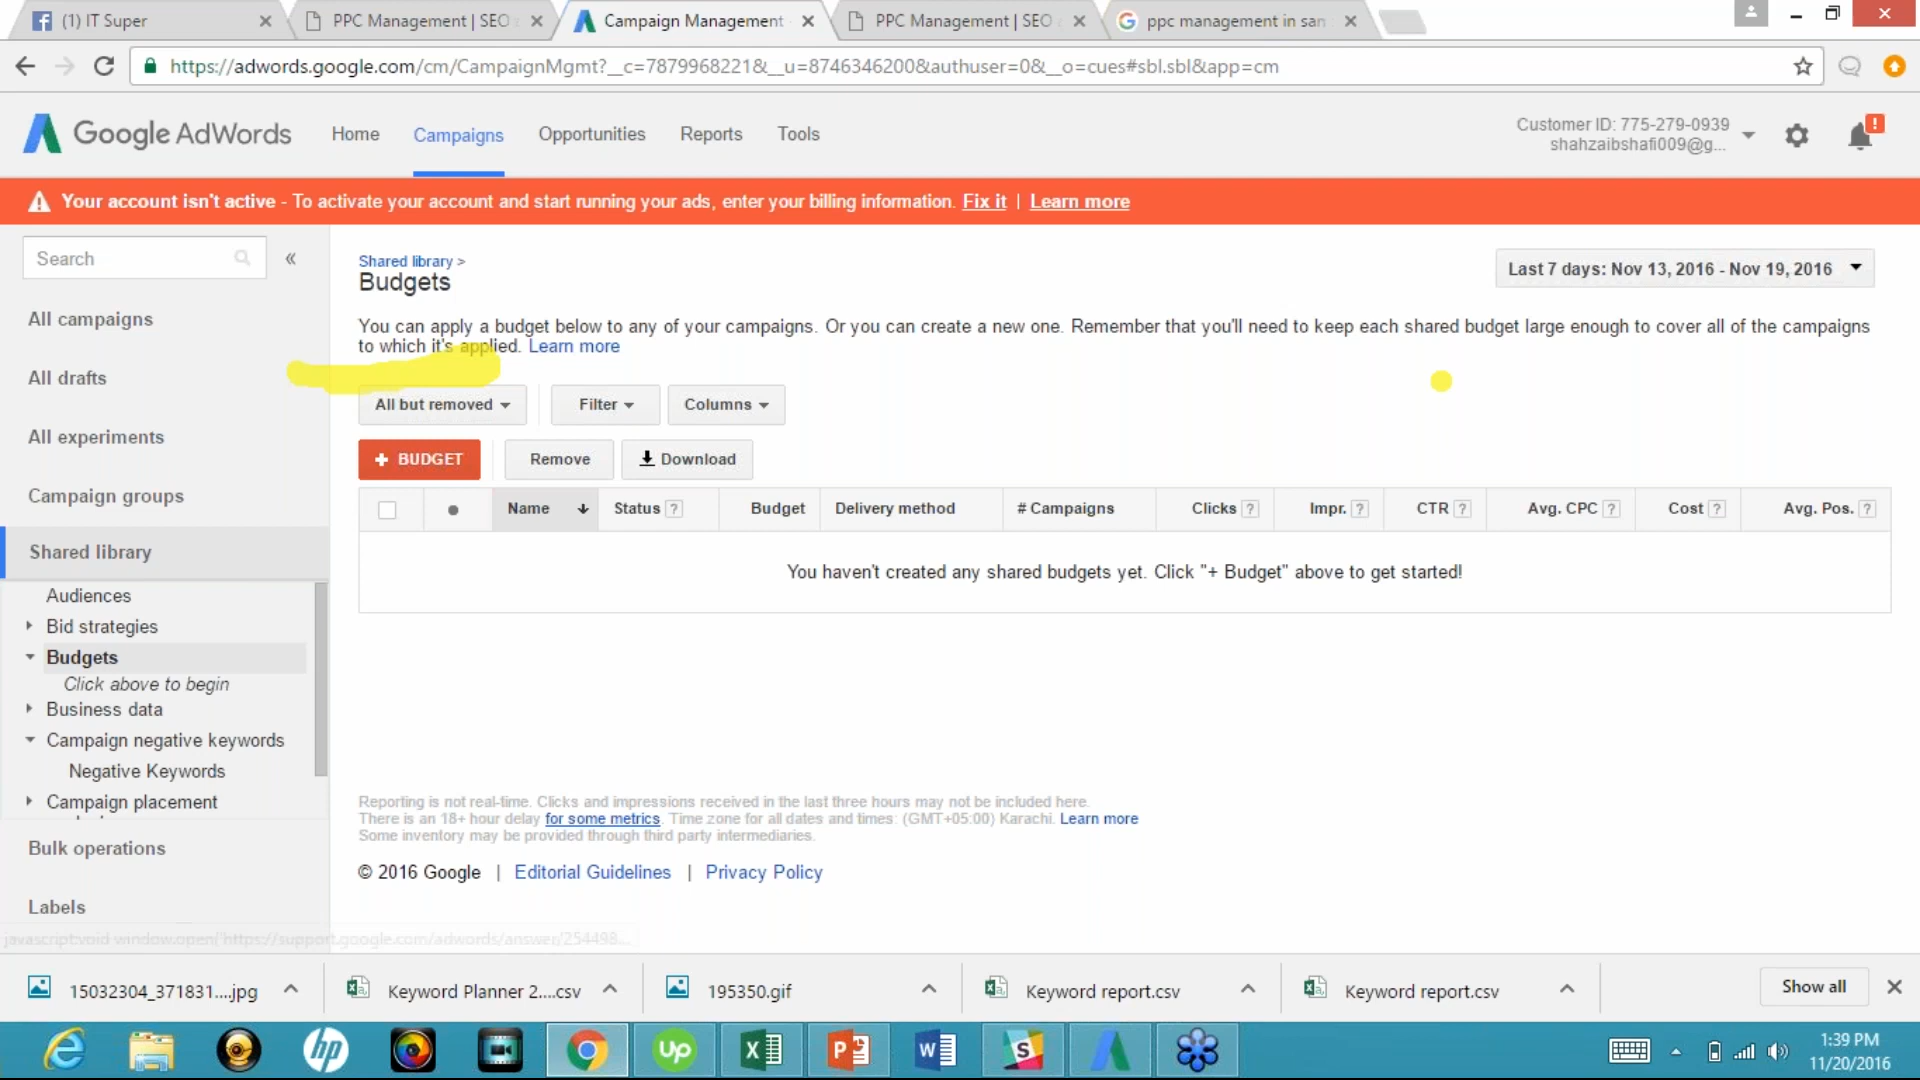 (1) IT Super
PPC Management | SEO
Campaign Management
PPC Management | SEO
ppc management in san
https://adwords.google.com/cm/CampaignMgmt?__c=7879968221&__u=8746346200&authuser=0&__o=cues#sbl.sbl&app=cm
Google AdWords
Home
Campaigns
Opportunities
Reports
Tools
Customer ID: 775-279-0939
shahzaibshafi009@g...
Your account isn't active - To activate your account and start running your ads, enter your billing information. Fix it | Learn more
Search
«
All campaigns
All drafts
All experiments
Campaign groups
Shared library
Audiences
Bid strategies
Budgets
Click above to begin
Business data
Campaign negative keywords
Negative Keywords
Campaign placement
Bulk operations
Labels
Shared library >
Budgets
Last 7 days: Nov 13, 2016 - Nov 19, 2016
You can apply a budget below to any of your campaigns. Or you can create a new one. Remember that you'll need to keep each shared budget large enough to cover all of the campaigns
to which it's applied. Learn more
All but removed
Filter
Columns
+ BUDGET
Remove
Download
Name
Status ?
Budget
Delivery method
# Campaigns
Clicks ?
Impr. ?
CTR ?
Avg. CPC ?
Cost ?
Avg. Pos. ?
You haven't created any shared budgets yet. Click "+ Budget" above to get started!
Reporting is not real-time. Clicks and impressions received in the last three hours may not be included here.
There is an 18+ hour delay for some metrics. Time zone for all dates and times: (GMT+05:00) Karachi. Learn more
Some inventory may be provided through third party intermediaries.
© 2016 Google | Editorial Guidelines | Privacy Policy
javascript:void window.open('https://support.google.com/adwords/answer/254498...
15032304_371831....jpg
Keyword Planner 2....csv
195350.gif
Keyword report.csv
Keyword report.csv
Show all
hp
Up
1:39 PM
11/20/2016